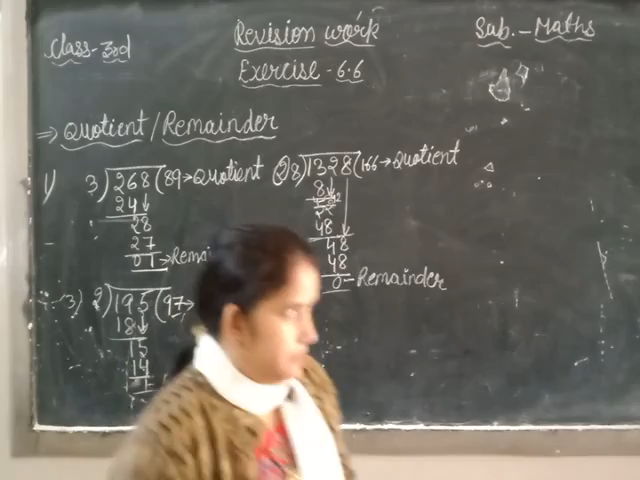 Class-3rd
Revision work
Sub.-Maths
Exercise-6.6
⇒ Quotient/Remainder
1) 3)268(89→Quotient
24↓
28
27
01→Remai
2) 8)1328(166→Quotient
8↓
48
48
48
0-Remainder
3) 2)195(97→
18↓
15
14
1